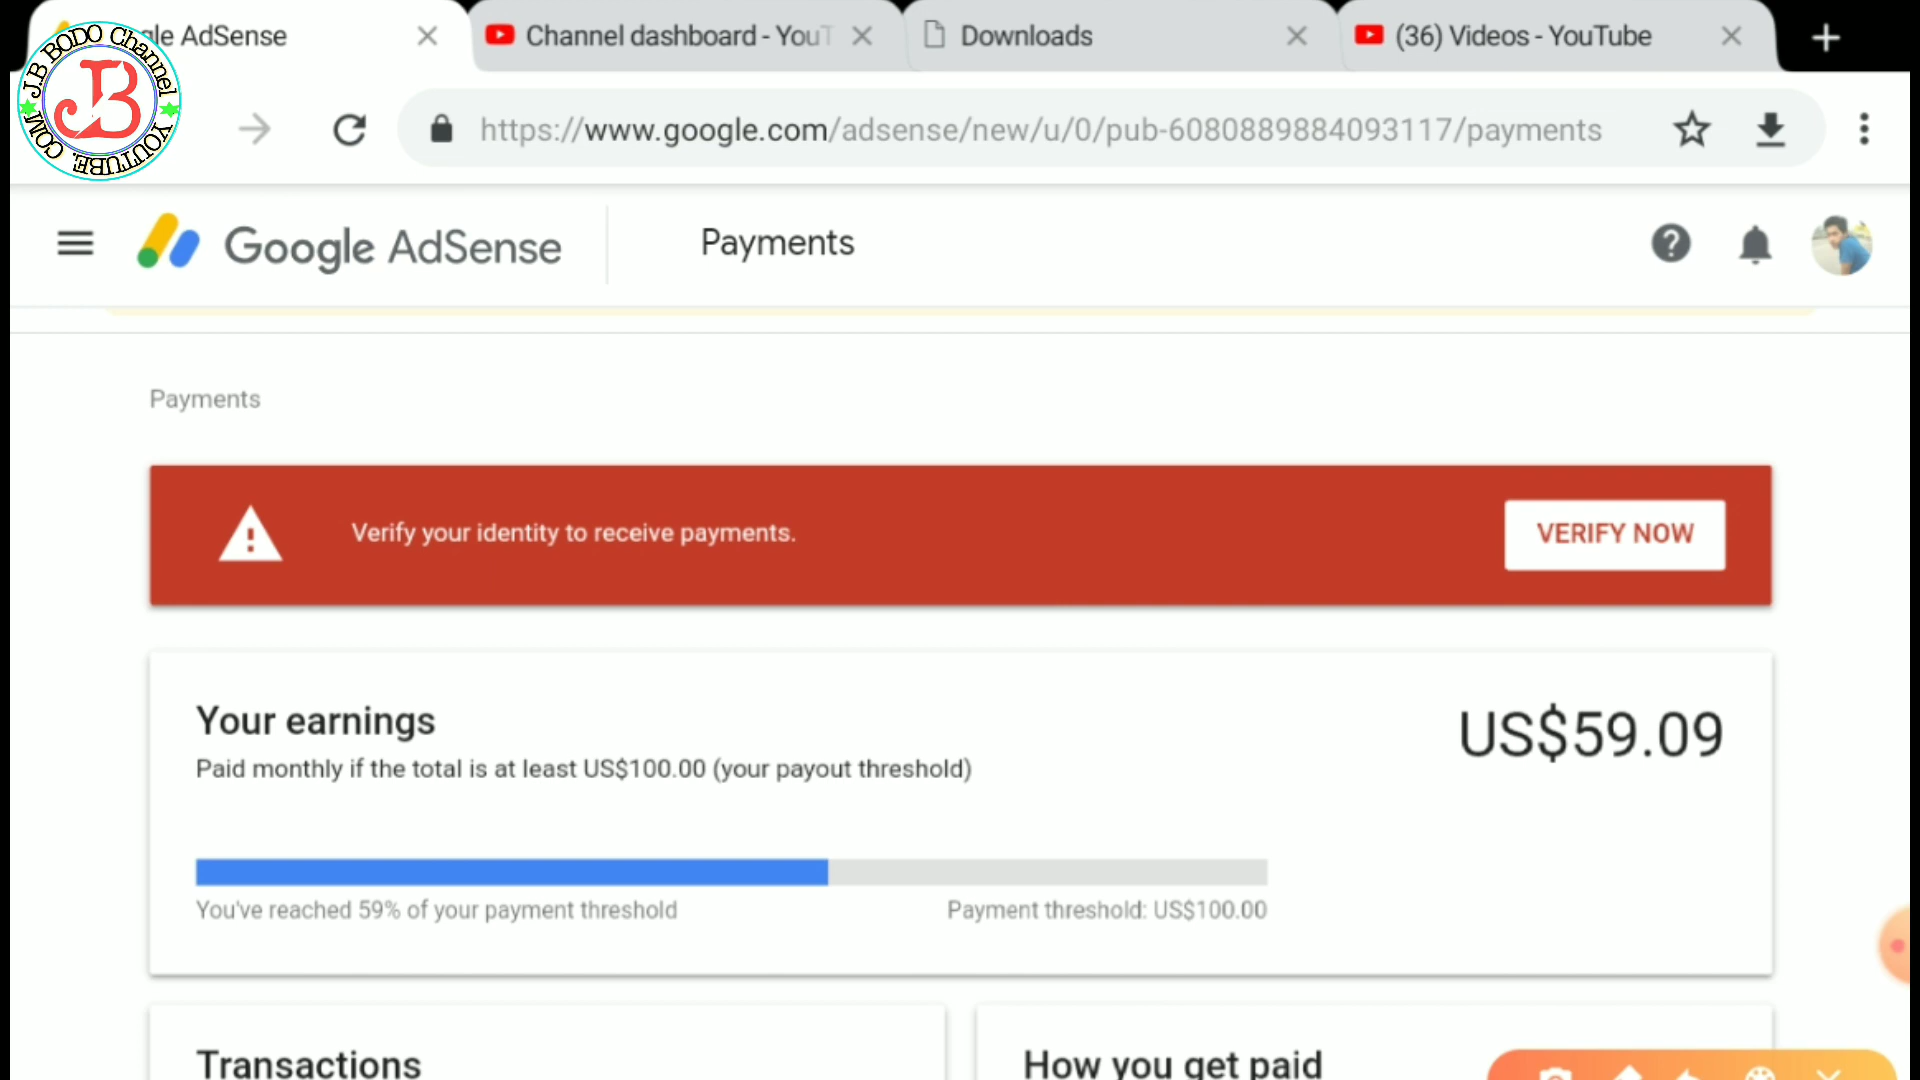 gle AdSense
Channel dashboard - YouT
Downloads
(36) Videos - YouTube
J.B BODO Channel
JB
YOUTUBE. COM
https://www.google.com/adsense/new/u/0/pub-6080889884093117/payments
Google AdSense
Payments
Payments
Verify your identity to receive payments.
VERIFY NOW
Your earnings
US$59.09
Paid monthly if the total is at least US$100.00 (your payout threshold)
You've reached 59% of your payment threshold
Payment threshold: US$100.00
Transactions
How you get paid